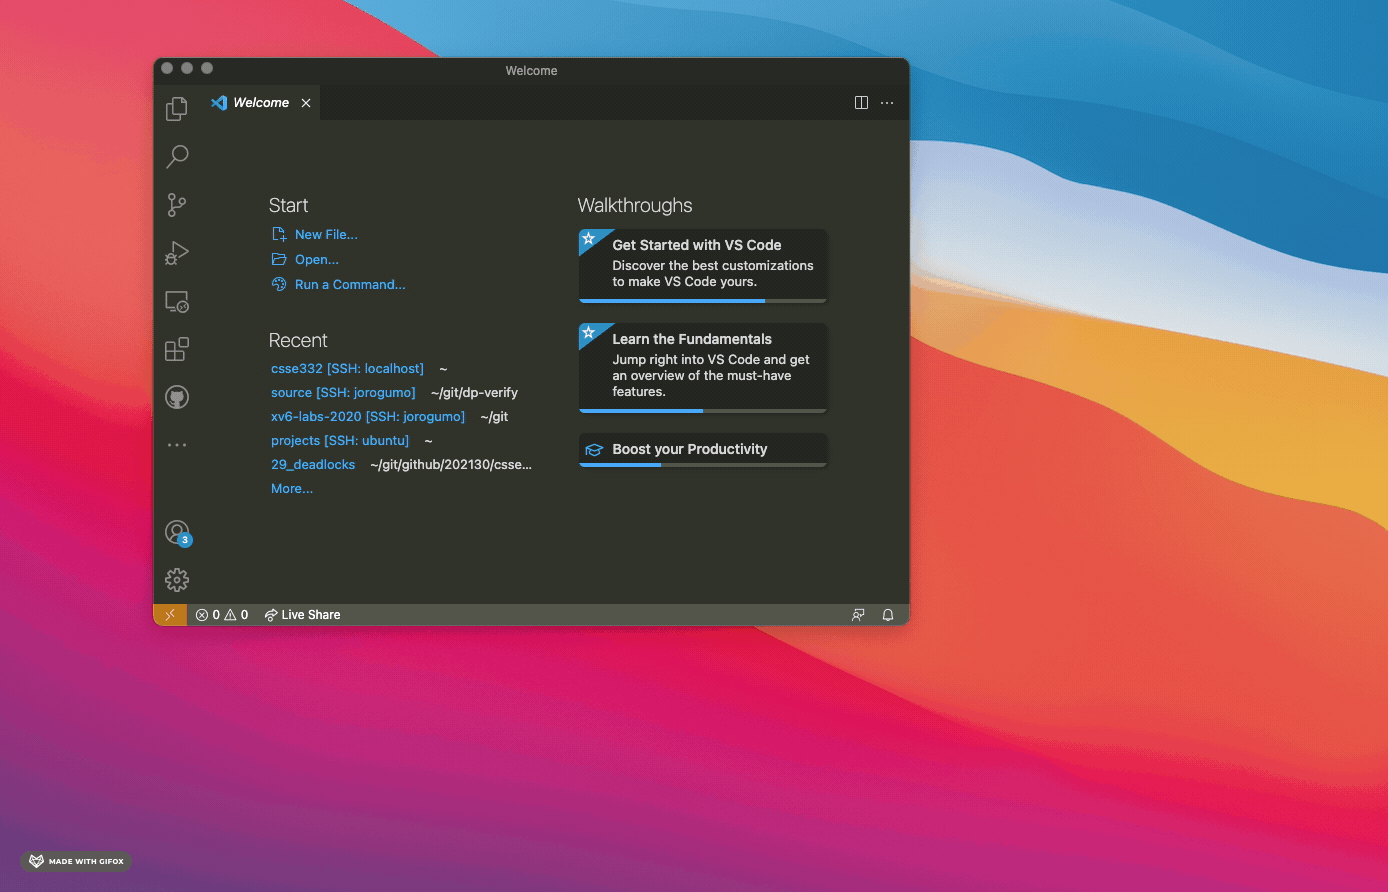 Welcome
Welcome
Start
New File...
Open...
Run a Command...
Recent
csse332 [SSH: localhost] ~
source [SSH: jorogumo] ~/git/dp-verify
xv6-labs-2020 [SSH: jorogumo] ~/git
projects [SSH: ubuntu] ~
29_deadlocks ~/git/github/202130/csse...
More...
Walkthroughs
Get Started with VS Code
Discover the best customizations
to make VS Code yours.
Learn the Fundamentals
Jump right into VS Code and get
an overview of the must-have
features.
Boost your Productivity
3
0 0 Live Share
MADE WITH GIFOX